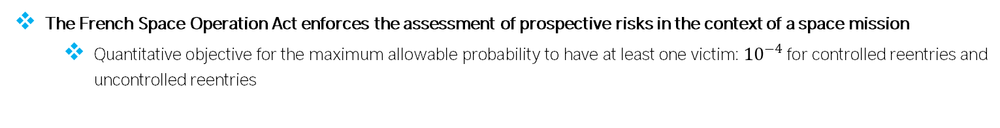 The French Space Operation Act enforces the assessment of prospective risks in the context of a space mission
Quantitative objective for the maximum allowable probability to have at least one victim: 10⁻⁴ for controlled reentries and
uncontrolled reentries